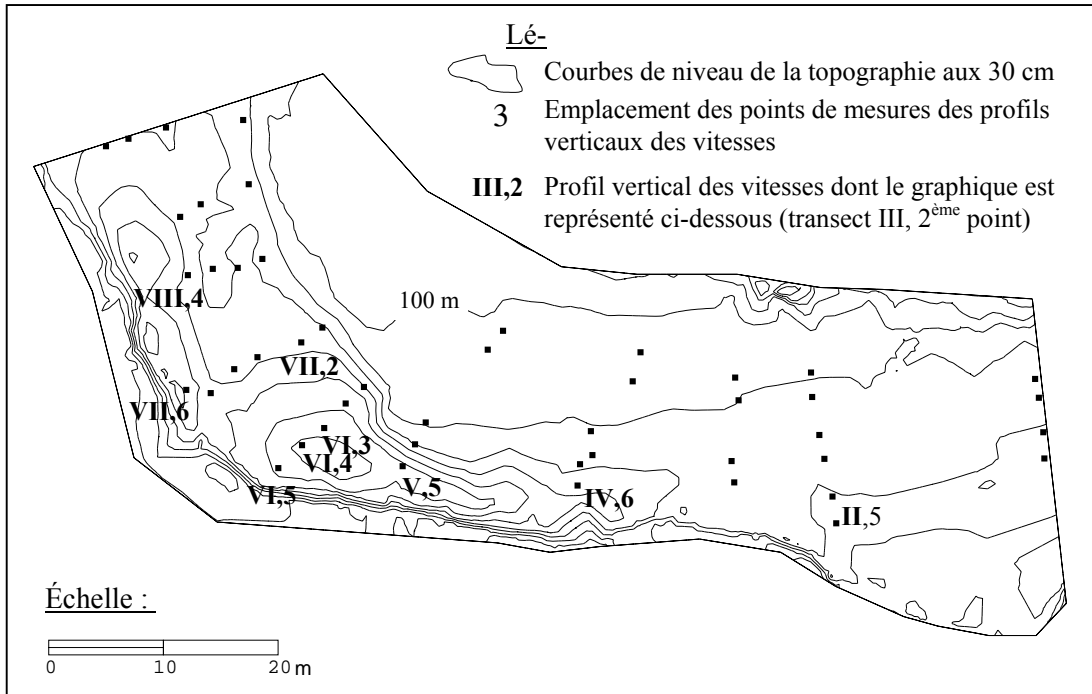 Lé-
Courbes de niveau de la topographie aux 30 cm
3 Emplacement des points de mesures des profils
verticaux des vitesses
III,2 Profil vertical des vitesses dont le graphique est
représenté ci-dessous (transect III, 2ème point)
VIII,4
100 m
VII,2
VII,6
VI,3
VI,4
VI,5
V,5
IV,6
II,5
Échelle :
0 10 20 m